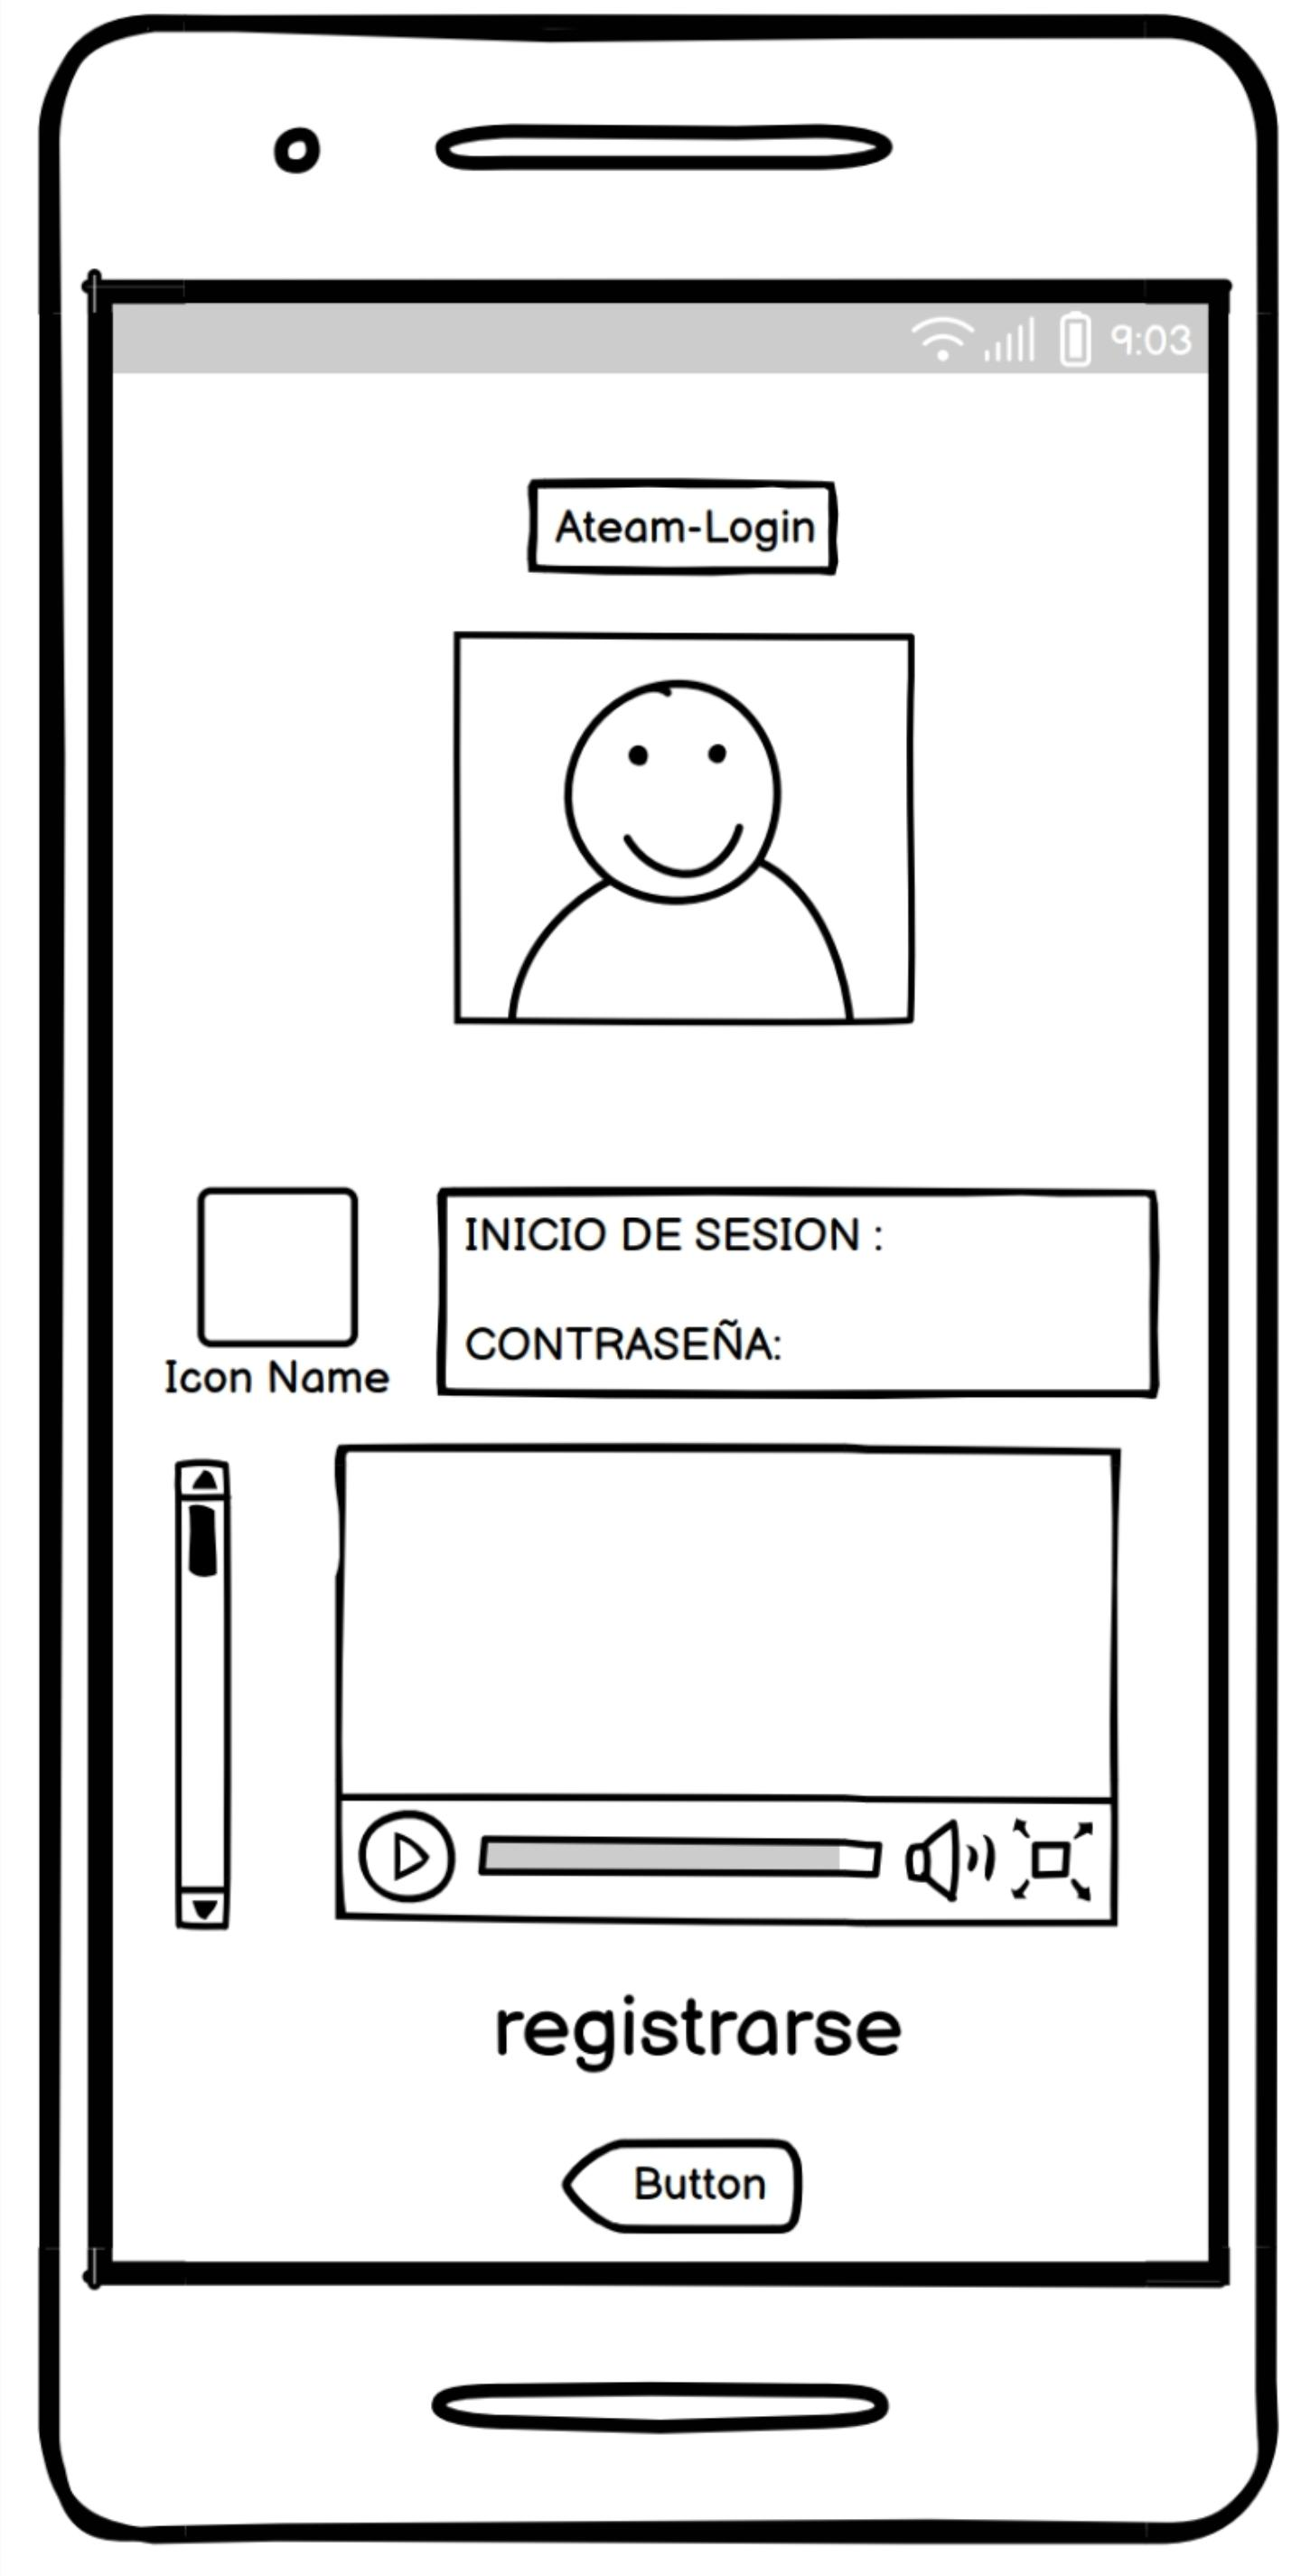 9:03
Ateam-Login
INICIO DE SESION :
CONTRASEÑA:
Icon Name
registrarse
Button